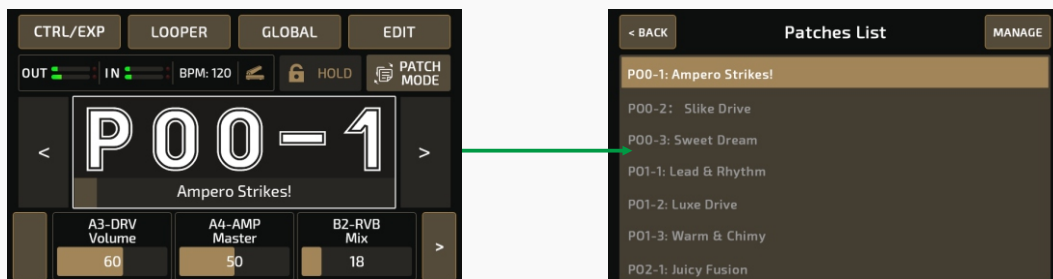 CTRL/EXP LOOPER GLOBAL EDIT
OUT IN BPM: 120 HOLD PATCH MODE
< P00-1 >
Ampero Strikes!
A3-DRV Volume 60
A4-AMP Master 50
B2-RVB Mix 18
>
< BACK Patches List MANAGE
P00-1: Ampero Strikes!
P00-2: Slike Drive
P00-3: Sweet Dream
P01-1: Lead & Rhythm
P01-2: Luxe Drive
P01-3: Warm & Chimy
P02-1: Juicy Fusion